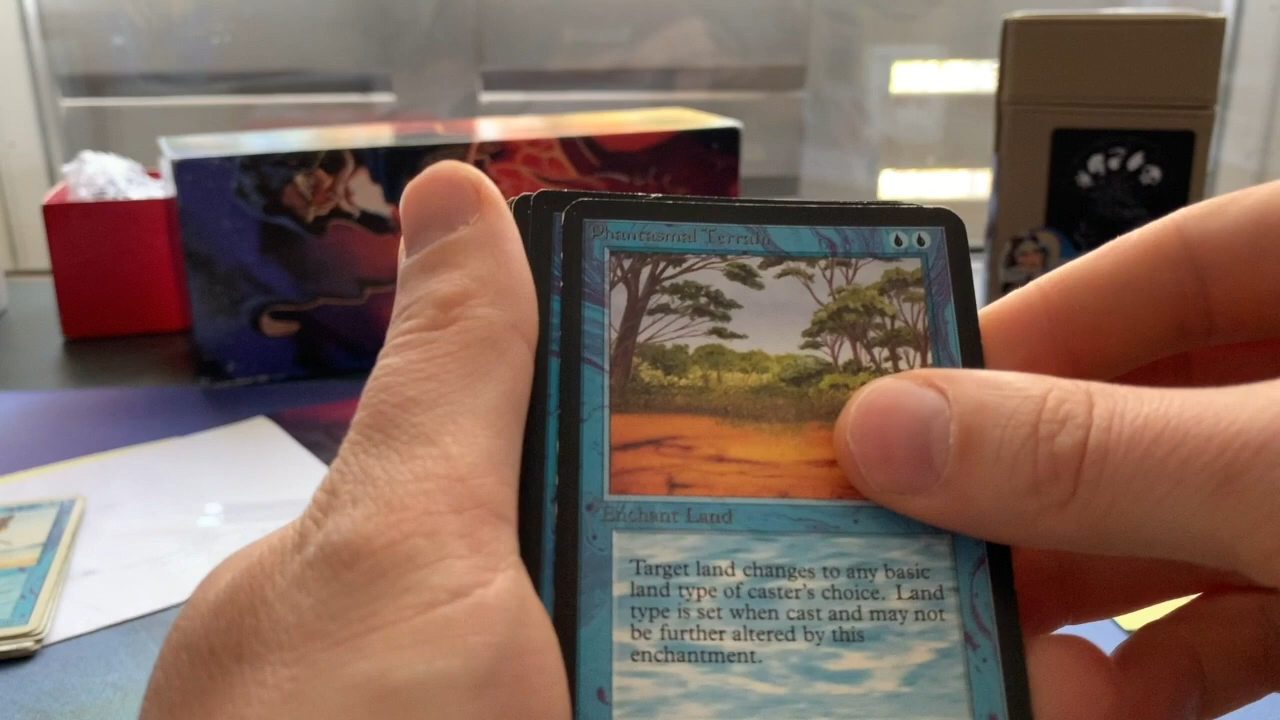 Phantasmal Terrain
Enchant Land
Target land changes to any basic
land type of caster's choice. Land
type is set when cast and may not
be further altered by this
enchantment.